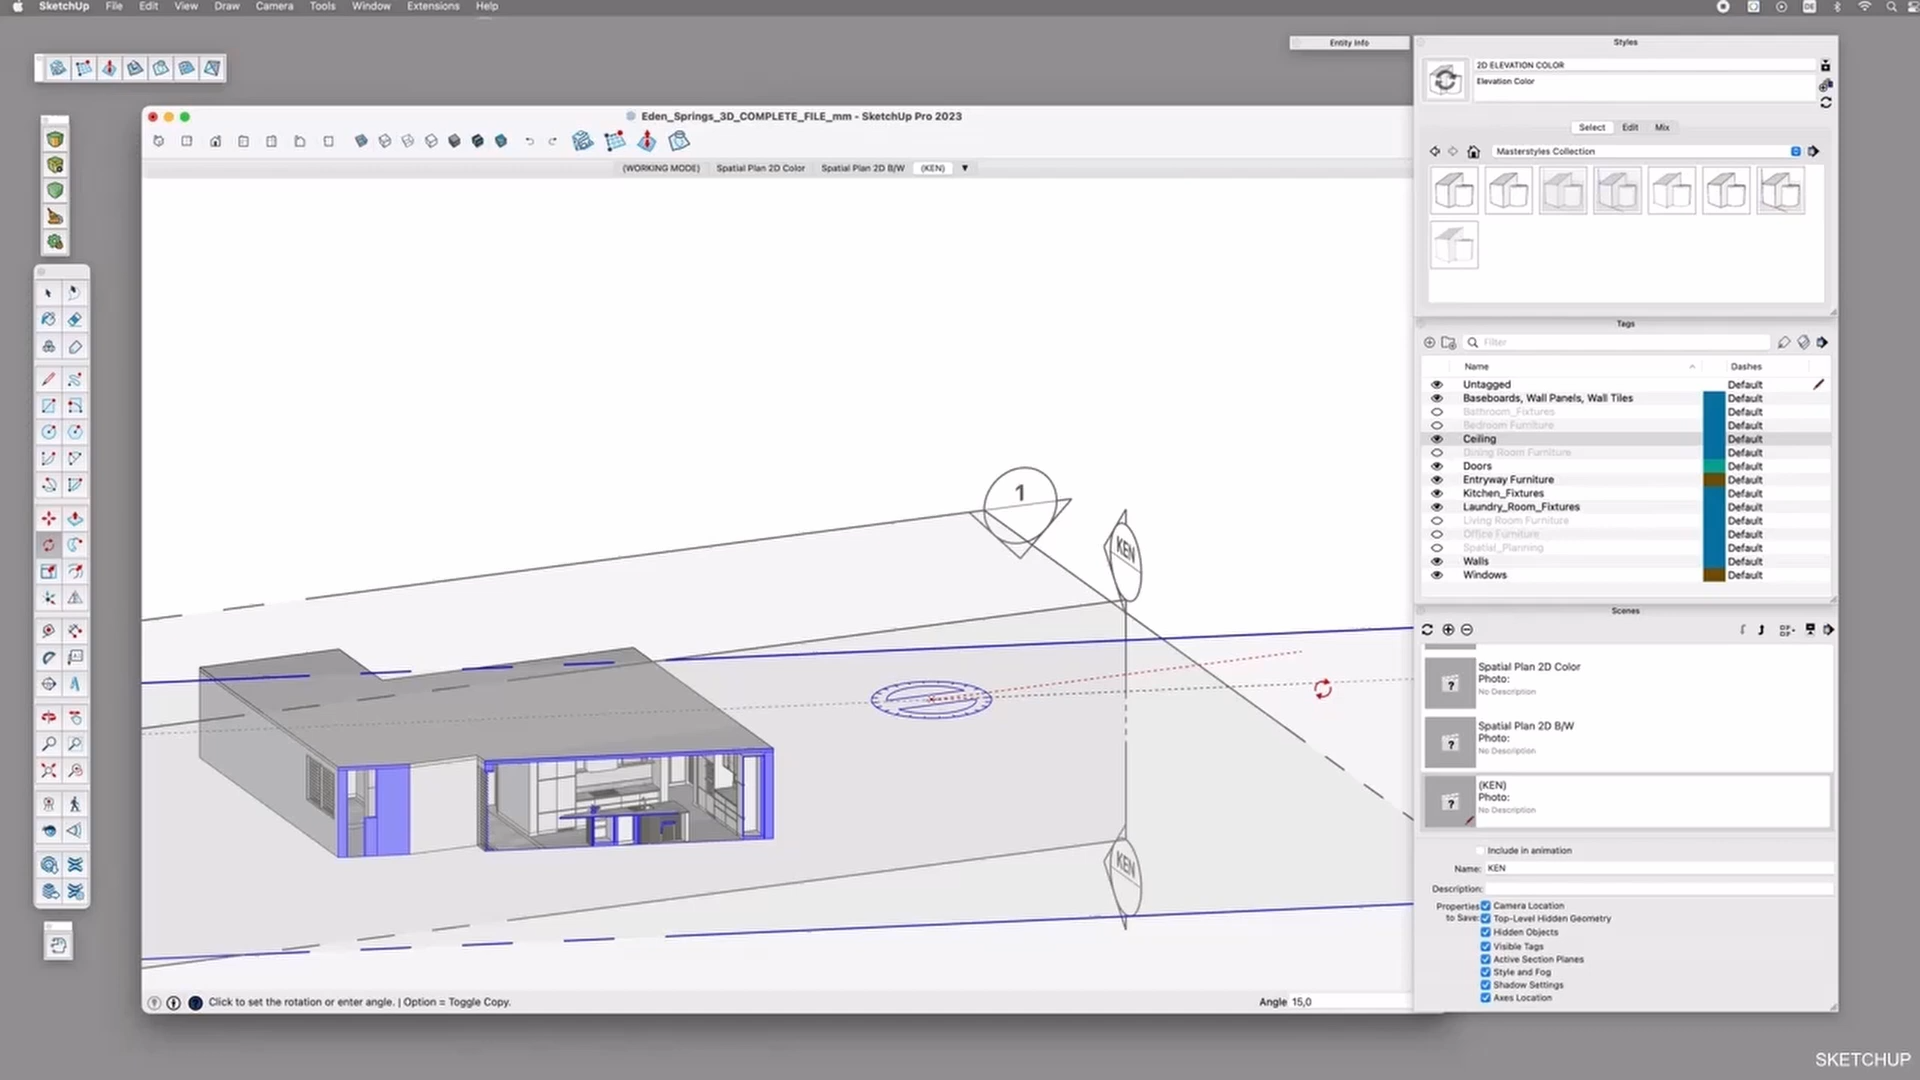 SketchUp File Edit View Draw Camera Tools Window Extensions Help
Entity Info
Styles
2D ELEVATION COLOR
Elevation Color
Select Edit Mix
Masterstyles Collection
Eden_Springs_3D_COMPLETE_FILE_mm - SketchUp Pro 2023
(WORKING MODE) Spatial Plan 2D Color Spatial Plan 2D B/W (KEN)
1
KEN
KEN
Click to set the rotation or enter angle. | Option = Toggle Copy.
Angle 15,0
Tags
Filter
Name Dashes
Untagged Default
Baseboards, Wall Panels, Wall Tiles Default
Bathroom_Fixtures Default
Bedroom Furniture Default
Ceiling Default
Dining Room Furniture Default
Doors Default
Entryway Furniture Default
Kitchen_Fixtures Default
Laundry_Room_Fixtures Default
Living Room Furniture Default
Office Furniture Default
Spatial_Planning Default
Walls Default
Windows Default
Scenes
Spatial Plan 2D Color
Photo:
No Description
Spatial Plan 2D B/W
Photo:
No Description
(KEN)
Photo:
No Description
Include in animation
Name: KEN
Description:
Properties to Save:
Camera Location
Top-Level Hidden Geometry
Hidden Objects
Visible Tags
Active Section Planes
Style and Fog
Shadow Settings
Axes Location
SKETCHUP